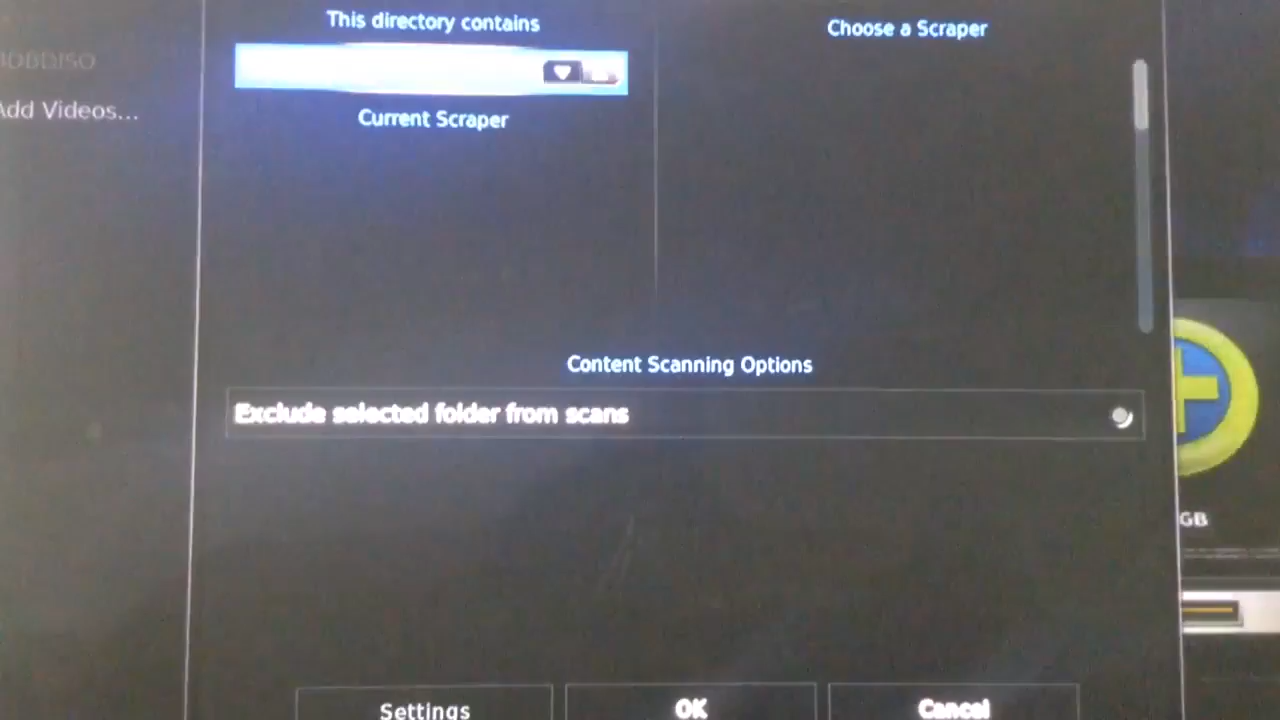 This directory contains
Choose a Scraper
Add Videos...
Current Scraper
Content Scanning Options
Exclude selected folder from scans
GB
Settings
OK
Cancel